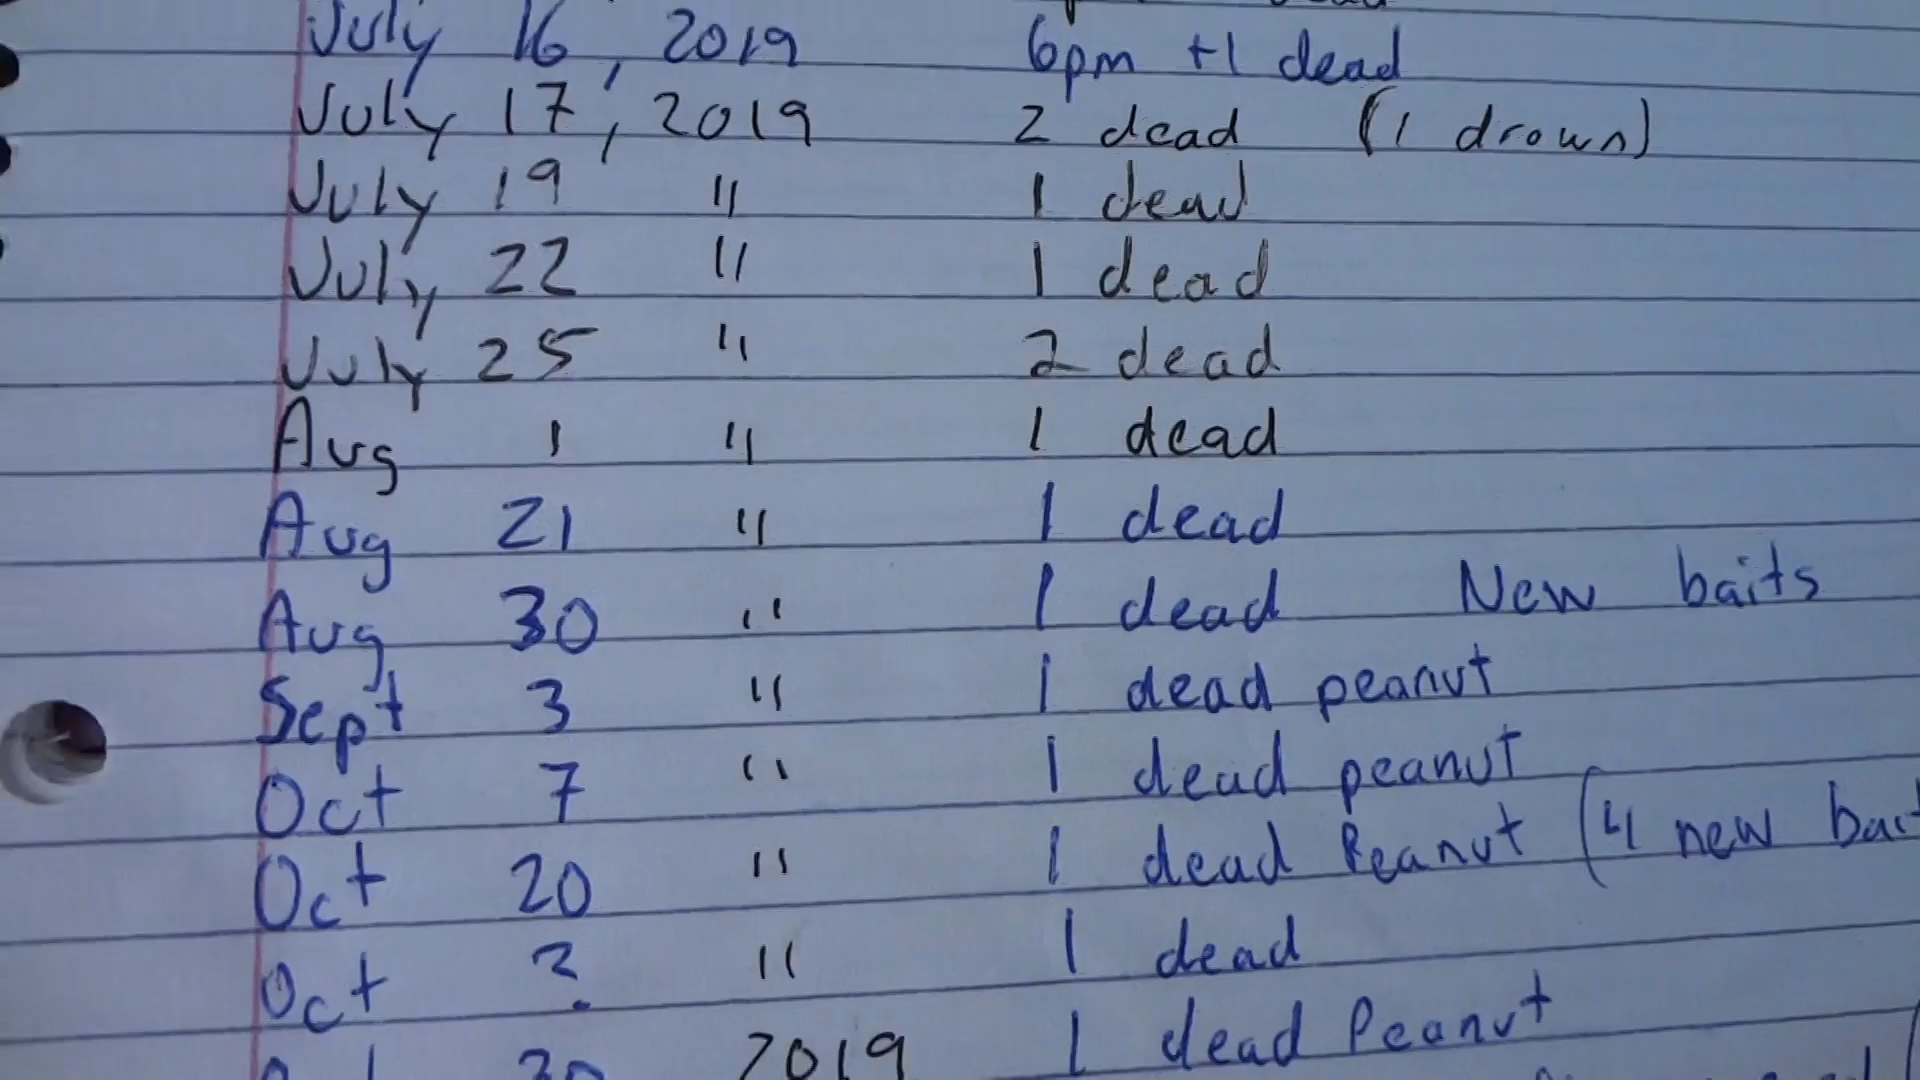 July 16, 2019 6pm +1 dead
July 17, 2019 2 dead (1 drown)
July 19 " 1 dead
July 22 " 1 dead
July 25 " 2 dead
Aug 1 " 1 dead
Aug 21 " 1 dead
Aug 30 " 1 dead New baits
Sept 3 " 1 dead peanut
Oct 7 " 1 dead peanut
Oct 20 " 1 dead Peanut (4 new bait
Oct ? " 1 dead
30 2019 1 dead Peanut